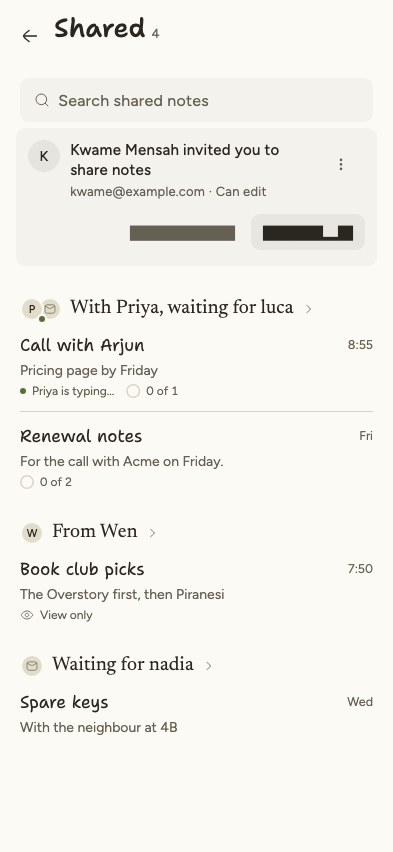 Shared 4
Search shared notes
K
Kwame Mensah invited you to
share notes
kwame@example.com · Can edit
P
With Priya, waiting for luca
Call with Arjun 8:55
Pricing page by Friday
Priya is typing... 0 of 1
Renewal notes Fri
For the call with Acme on Friday.
0 of 2
W
From Wen
Book club picks 7:50
The Overstory first, then Piranesi
View only
Waiting for nadia
Spare keys Wed
With the neighbour at 4B